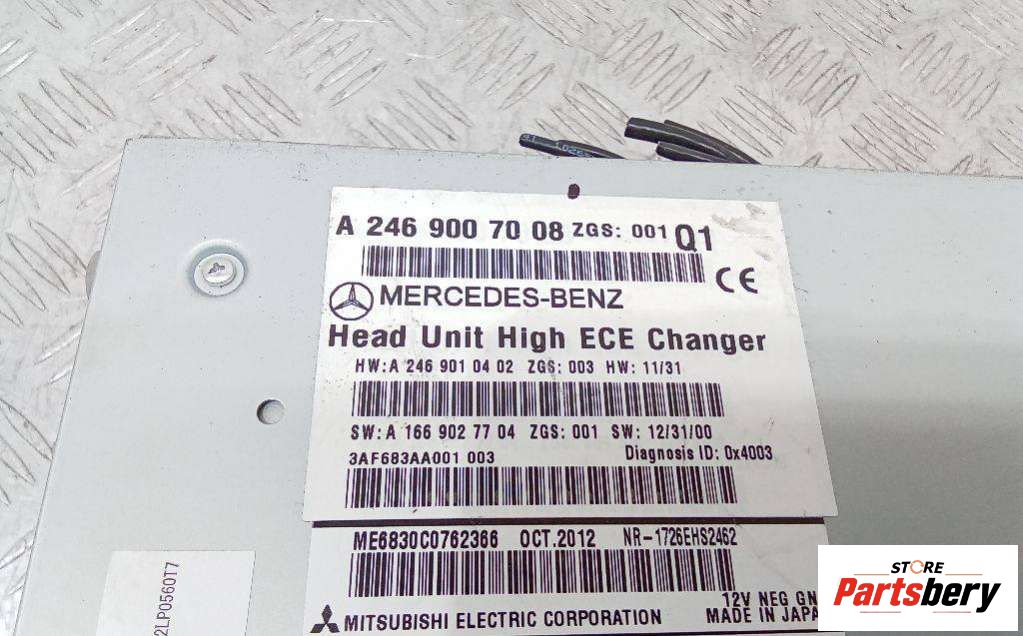 A 246 900 70 08 ZGS: 001 Q1
CE
MERCEDES-BENZ
Head Unit High ECE Changer
HW:A 246 901 04 02 ZGS: 003 HW: 11/31
SW:A 166 902 77 04 ZGS: 001 SW: 12/31/00
3AF683AA001 003 Diagnosis ID: 0x4003
ME6830C0762366 OCT.2012 NR-1726EHS2462
12V NEG GN
MITSUBISHI ELECTRIC CORPORATION MADE IN JAPA
2LP0560T7
STORE
Partsbery